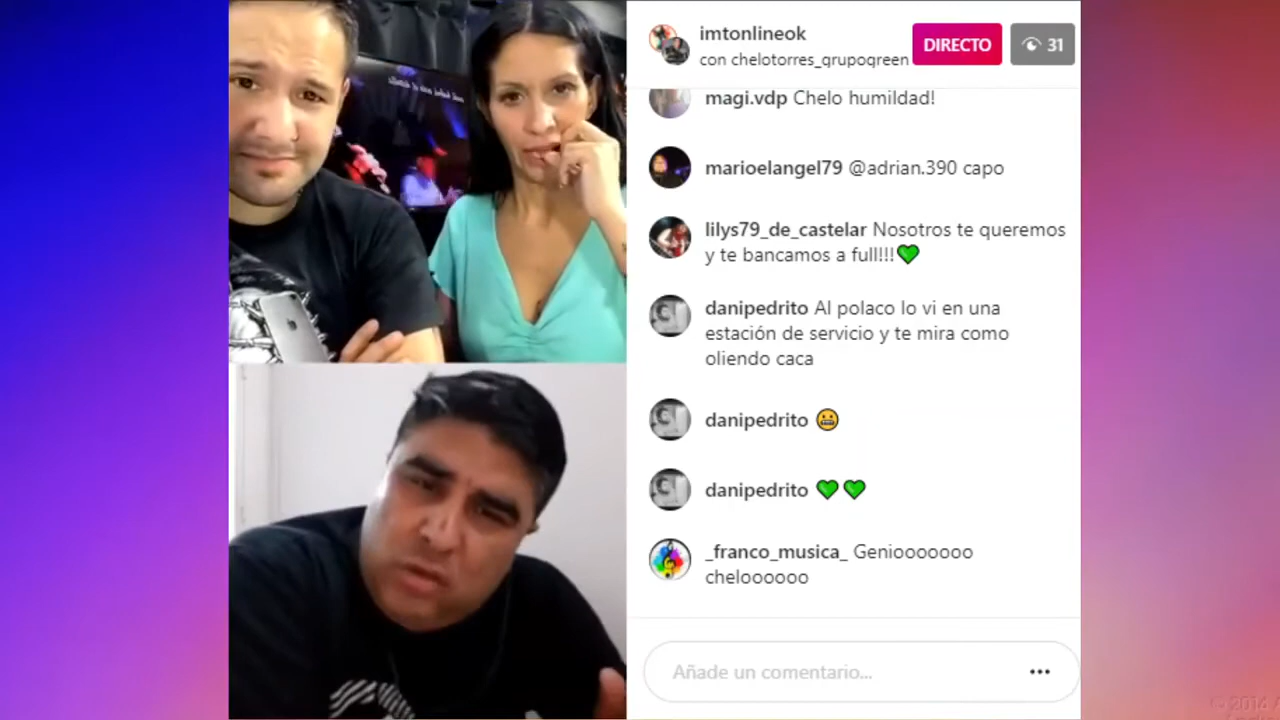 imtonlineok
con chelotorres_grupogreen
DIRECTO
31
magi.vdp Chelo humildad!
marioelangel79 @adrian.390 capo
lilys79_de_castelar Nosotros te queremos
y te bancamos a full!!!💚
danipedrito Al polaco lo vi en una
estación de servicio y te mira como
oliendo caca
danipedrito 😬
danipedrito 💚💚
_franco_musica_ Geniooooooo
cheloooooo
Añade un comentario...
© 2014